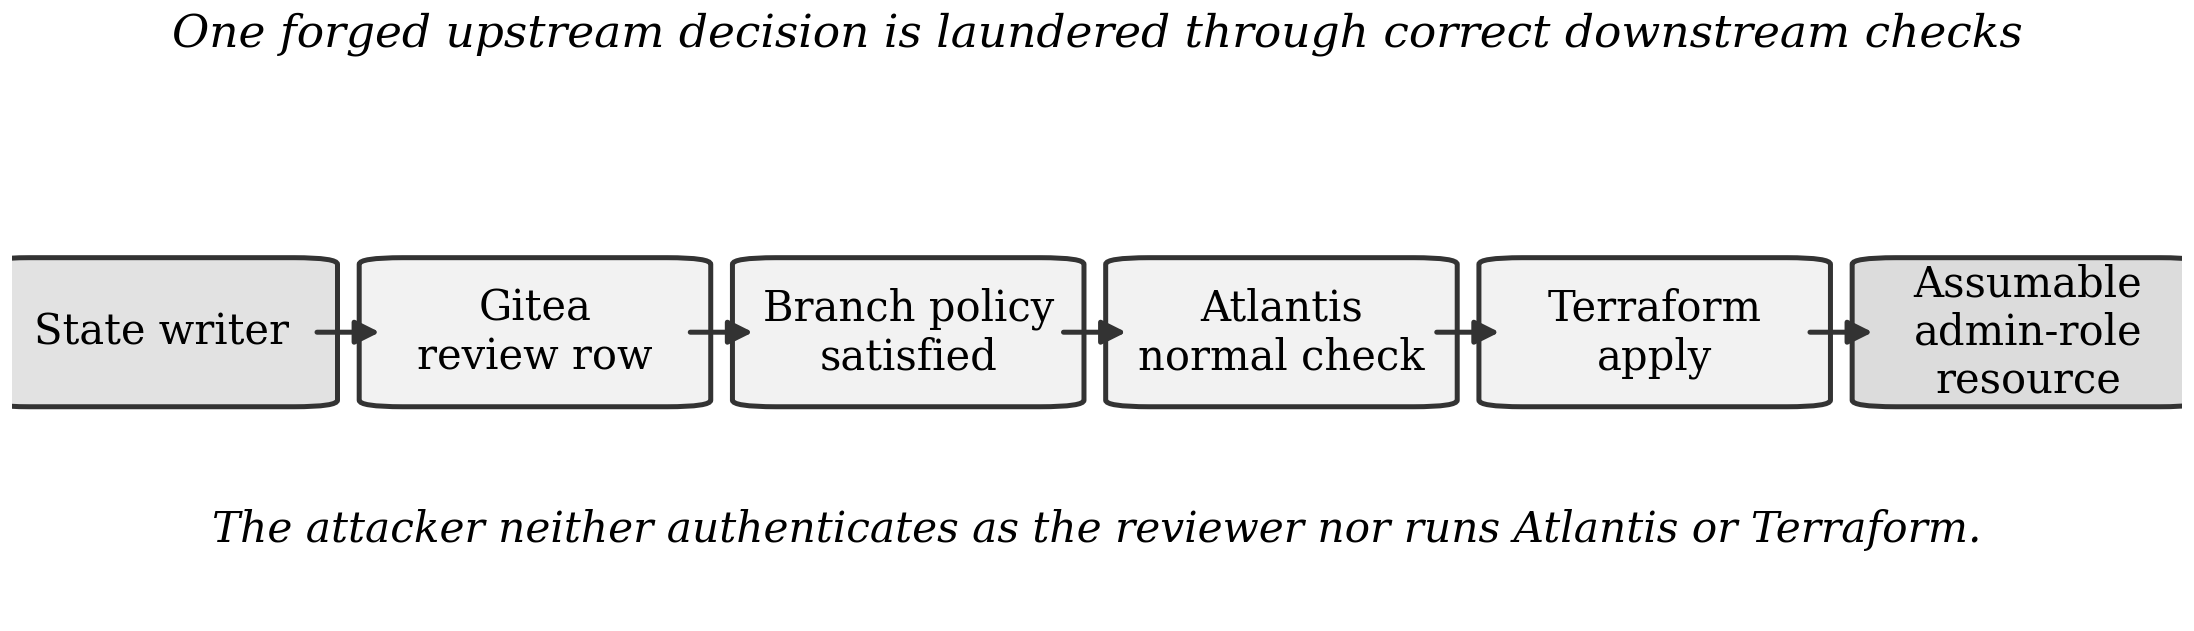 One forged upstream decision is laundered through correct downstream checks
State writer
Gitea
review row
Branch policy
satisfied
Atlantis
normal check
Terraform
apply
Assumable
admin-role
resource
The attacker neither authenticates as the reviewer nor runs Atlantis or Terraform.